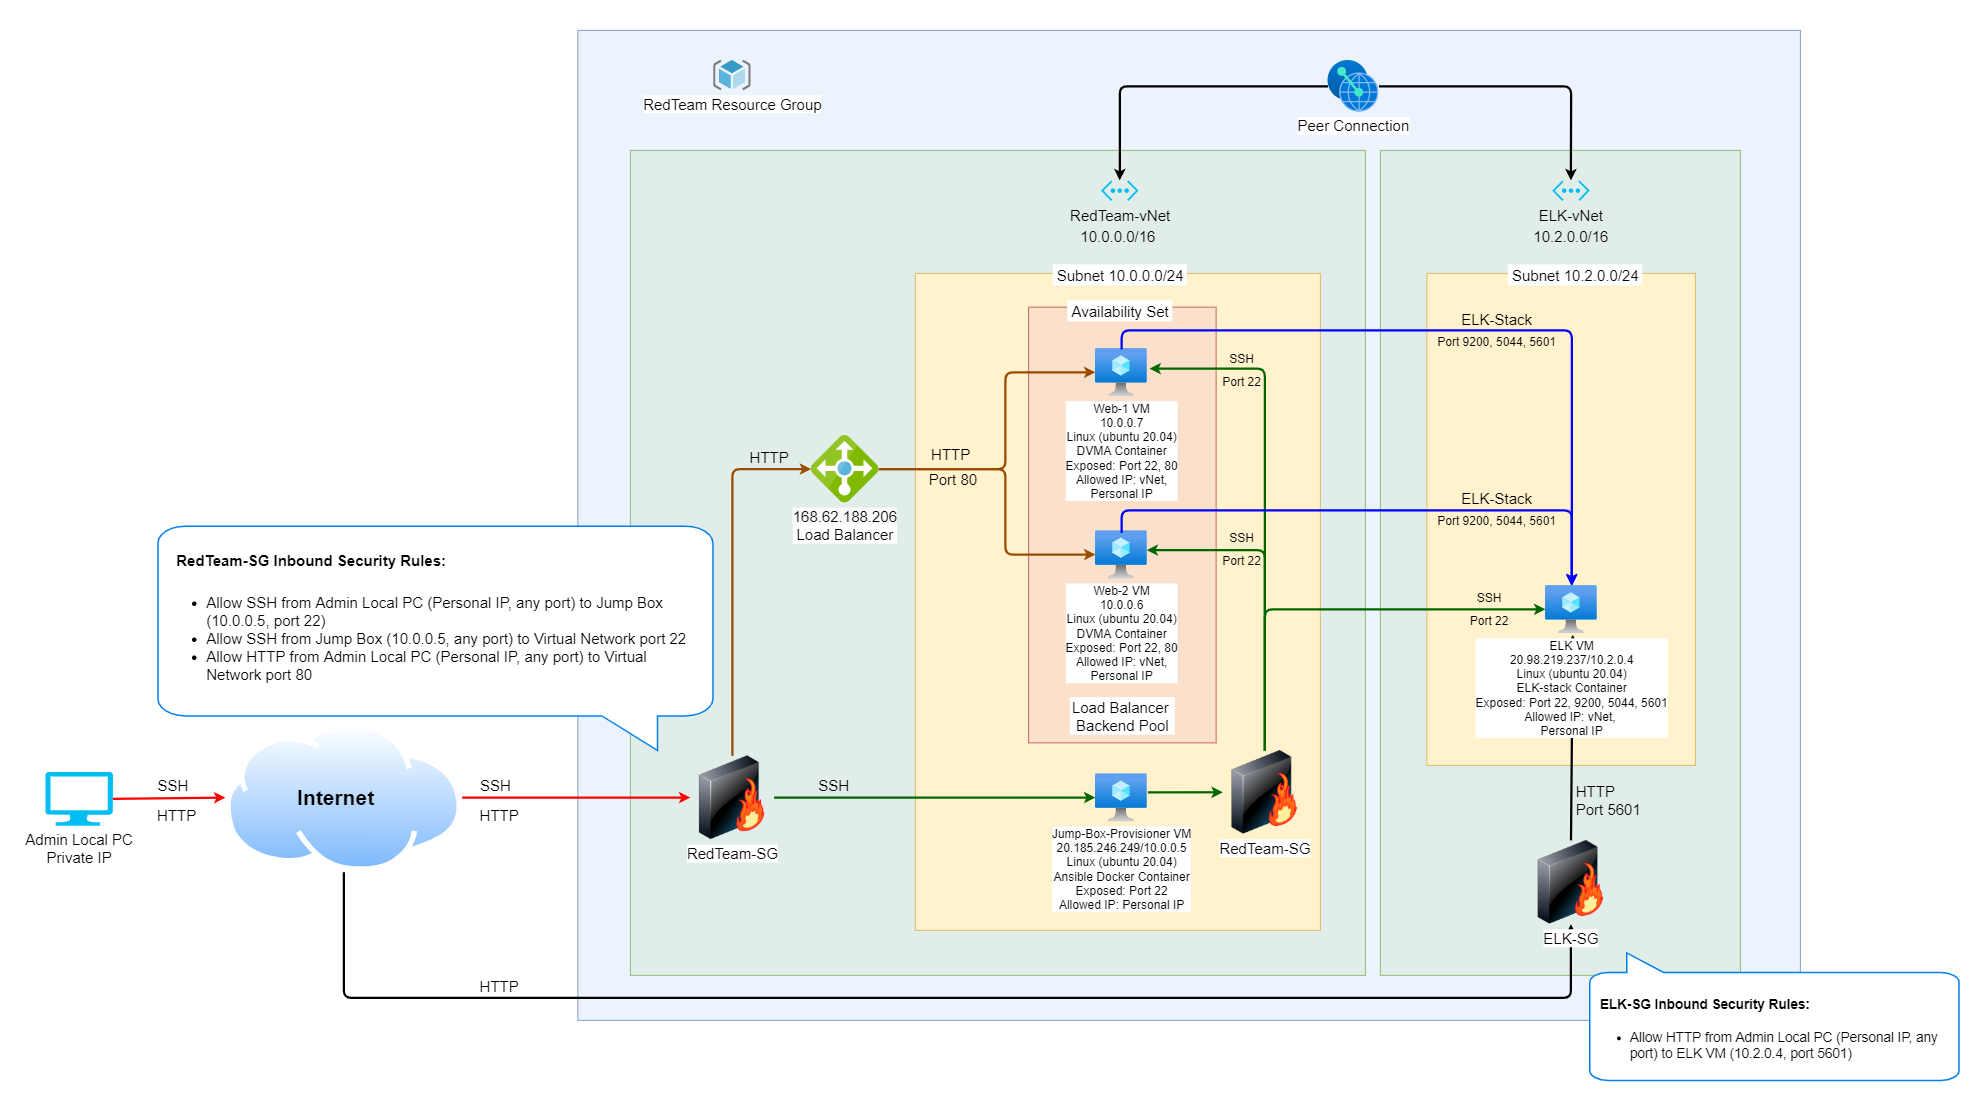 RedTeam Resource Group
Peer Connection
RedTeam-vNet
10.0.0.0/16
ELK-vNet
10.2.0.0/16
Subnet 10.0.0.0/24
Subnet 10.2.0.0/24
Availability Set
ELK-Stack
Port 9200, 5044, 5601
SSH
Port 22
Web-1 VM
10.0.0.7
Linux (ubuntu 20.04)
DVMA Container
Exposed: Port 22, 80
Allowed IP: vNet,
Personal IP
HTTP
HTTP
Port 80
168.62.188.206
Load Balancer
ELK-Stack
Port 9200, 5044, 5601
SSH
Port 22
Web-2 VM
10.0.0.6
Linux (ubuntu 20.04)
DVMA Container
Exposed: Port 22, 80
Allowed IP: vNet,
Personal IP
Load Balancer
Backend Pool
SSH
Port 22
ELK VM
20.98.219.237/10.2.0.4
Linux (ubuntu 20.04)
ELK-stack Container
Exposed: Port 22, 9200, 5044, 5601
Allowed IP: vNet,
Personal IP
RedTeam-SG Inbound Security Rules:
• Allow SSH from Admin Local PC (Personal IP, any port) to Jump Box
(10.0.0.5, port 22)
• Allow SSH from Jump Box (10.0.0.5, any port) to Virtual Network port 22
• Allow HTTP from Admin Local PC (Personal IP, any port) to Virtual
Network port 80
Admin Local PC
Private IP
SSH
HTTP
Internet
SSH
HTTP
RedTeam-SG
SSH
Jump-Box-Provisioner VM
20.185.246.249/10.0.0.5
Linux (ubuntu 20.04)
Ansible Docker Container
Exposed: Port 22
Allowed IP: Personal IP
RedTeam-SG
HTTP
Port 5601
ELK-SG
HTTP
ELK-SG Inbound Security Rules:
• Allow HTTP from Admin Local PC (Personal IP, any
port) to ELK VM (10.2.0.4, port 5601)